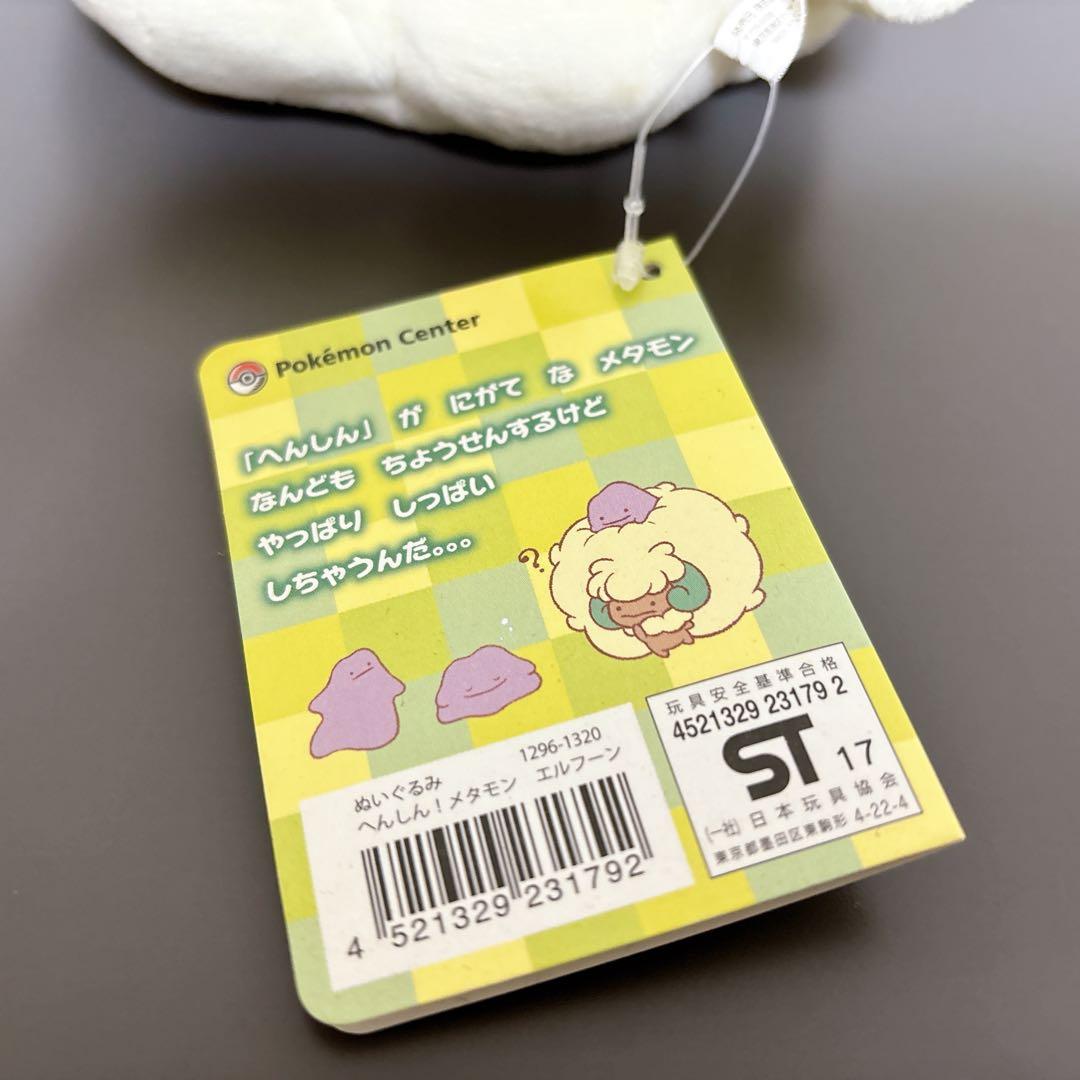 Pokémon Center
「へんしん」 が にがて な メタモン
なんども ちょうせんするけど
やっぱり しっぱい
しちゃうんだ。。。
?
1296-1320
ぬいぐるみ
へんしん!メタモン エルフーン
4 521329 231792
玩具安全基準合格
4521329 23179 2
ST 17
(一社) 日本玩具協会
東京都墨田区東駒形 4-22-4